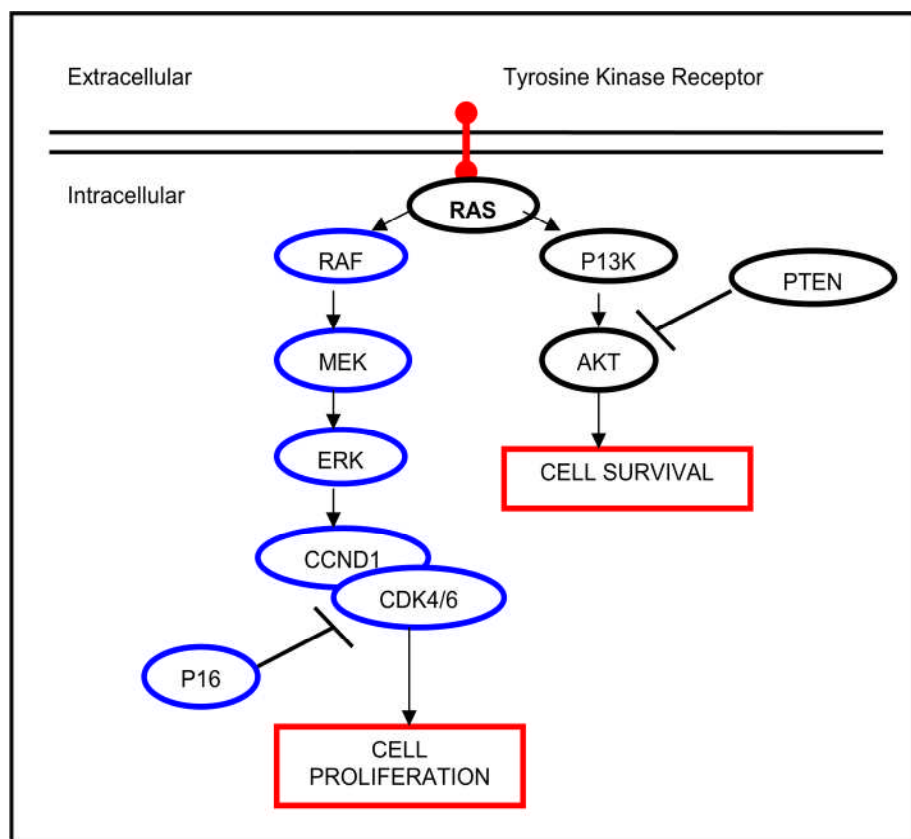 Extracellular
Tyrosine Kinase Receptor
Intracellular
RAS
RAF
P13K
PTEN
MEK
AKT
ERK
CELL SURVIVAL
CCND1
CDK4/6
P16
CELL
PROLIFERATION